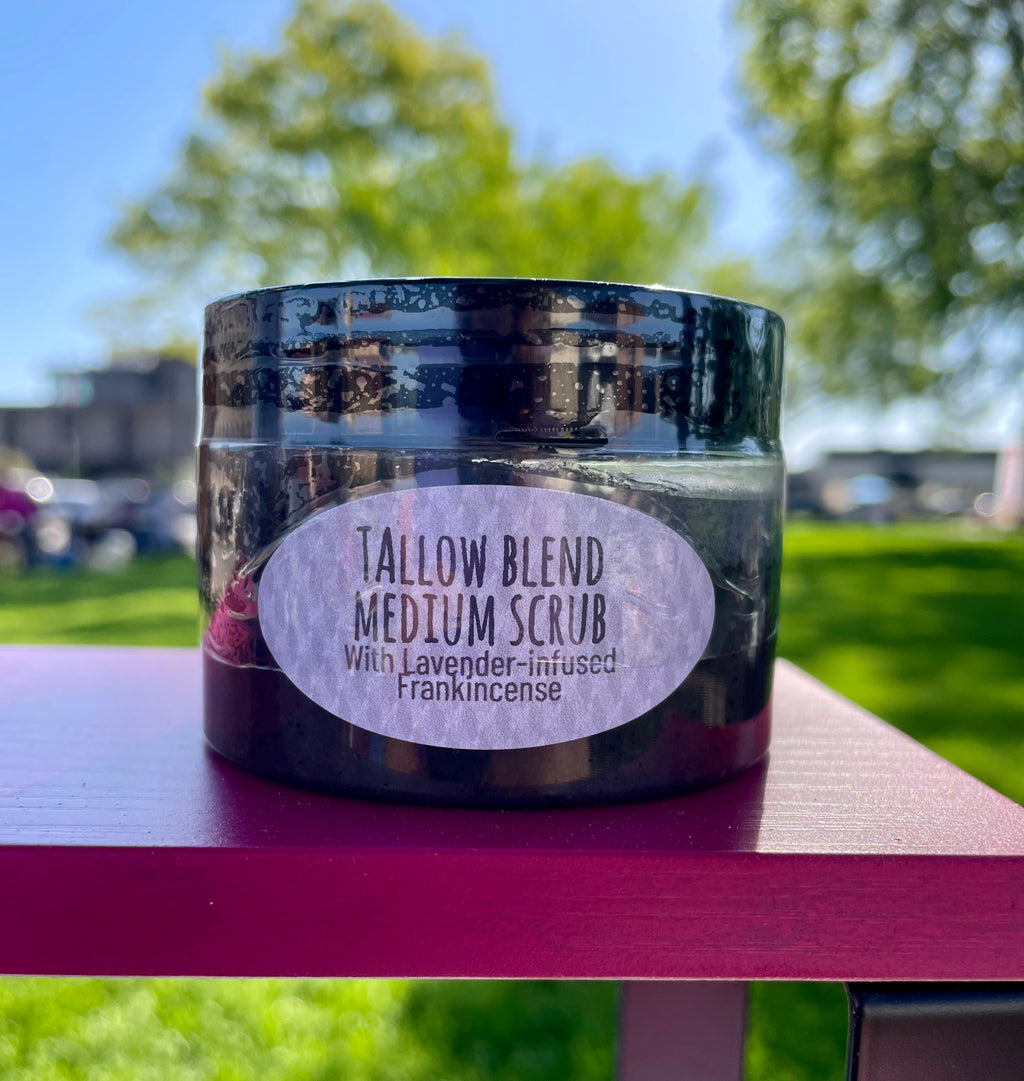 TALLOW BLEND
MEDIUM SCRUB
With Lavender-infused
Frankincense